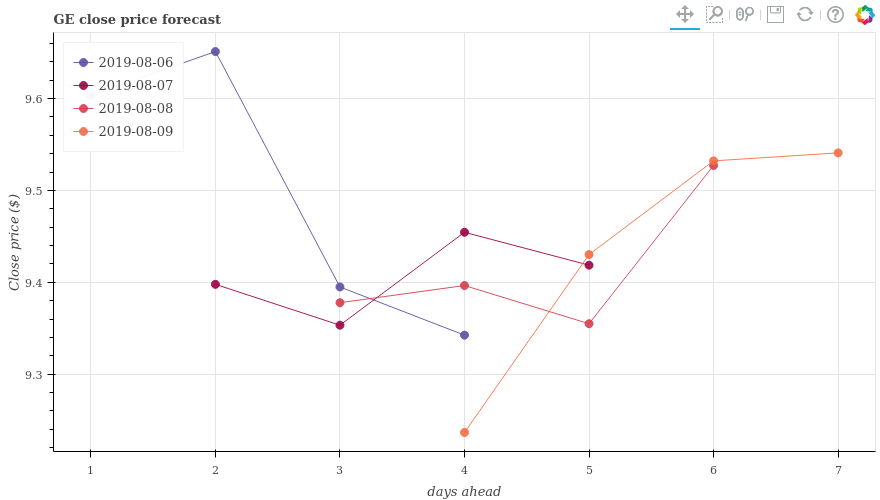 GE close price forecast
2019-08-06
2019-08-07
2019-08-08
2019-08-09
Close price ($)
9.6
9.5
9.4
9.3
1 2 3 4 5 6 7
days ahead